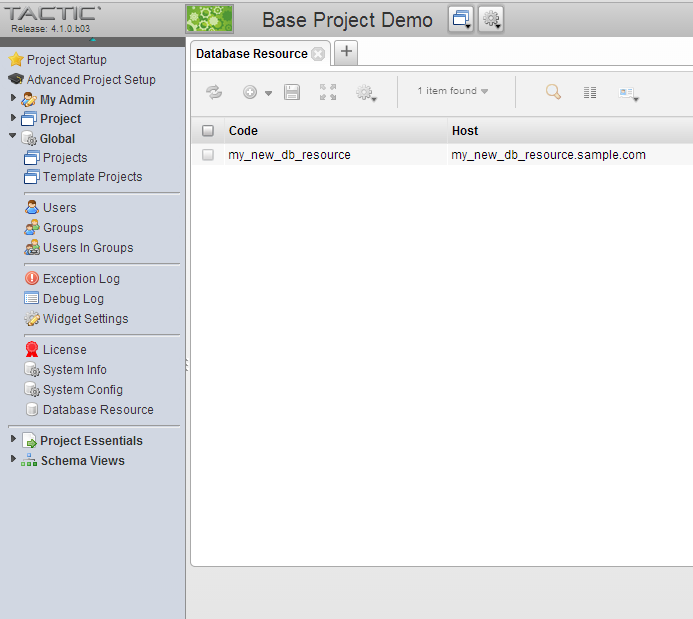 TACTIC
Release: 4.1.0.b03
Base Project Demo
Project Startup
Advanced Project Setup
My Admin
Project
Global
Projects
Template Projects
Users
Groups
Users In Groups
Exception Log
Debug Log
Widget Settings
License
System Info
System Config
Database Resource
Project Essentials
Schema Views
Database Resource
1 item found
Code Host
my_new_db_resource my_new_db_resource.sample.com